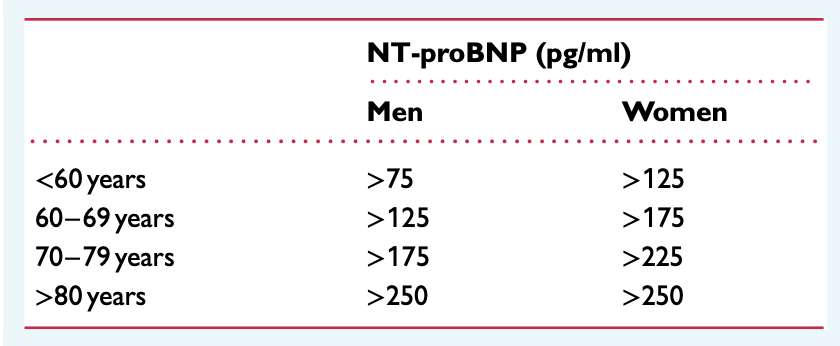 NT-proBNP (pg/ml)
Men Women
<60 years >75 >125
60–69 years >125 >175
70–79 years >175 >225
>80 years >250 >250